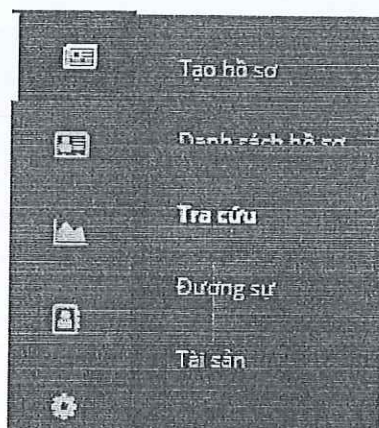 Tạo hồ sơ
Danh sách hồ sơ
Tra cứu
Đương sự
Tài sản